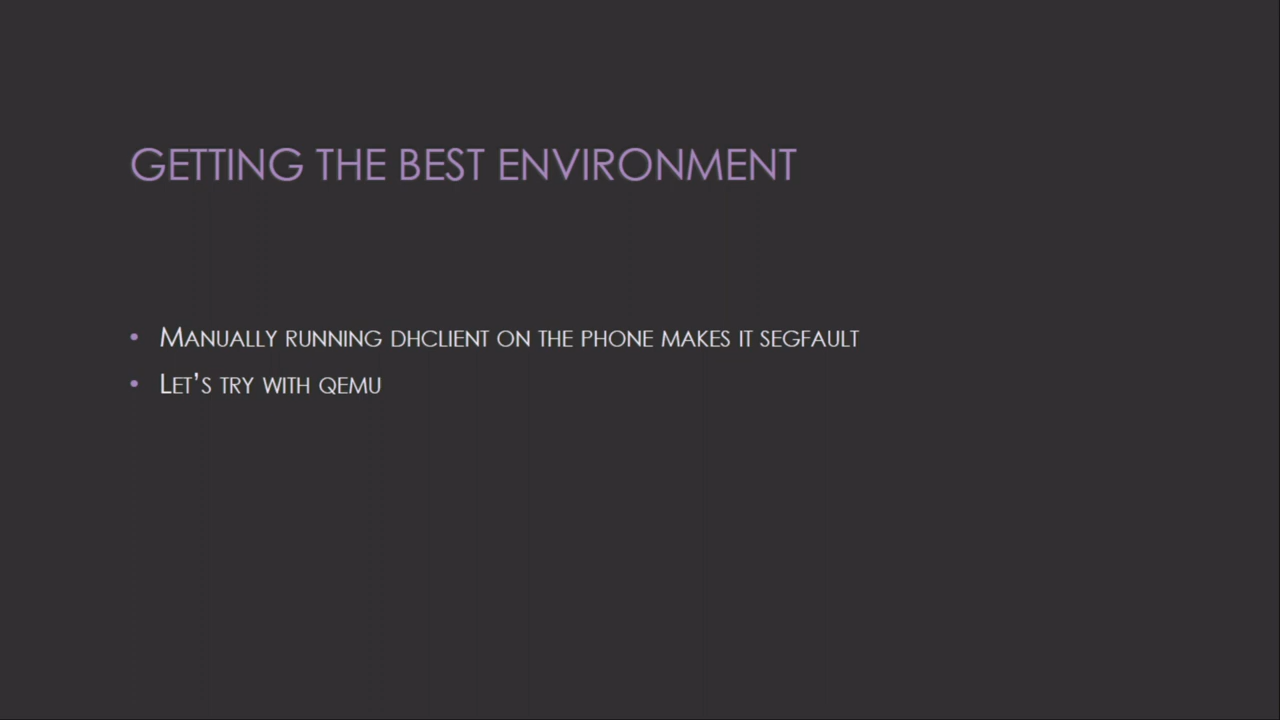 GETTING THE BEST ENVIRONMENT
• Manually running dhclient on the phone makes it segfault
• Let's try with qemu